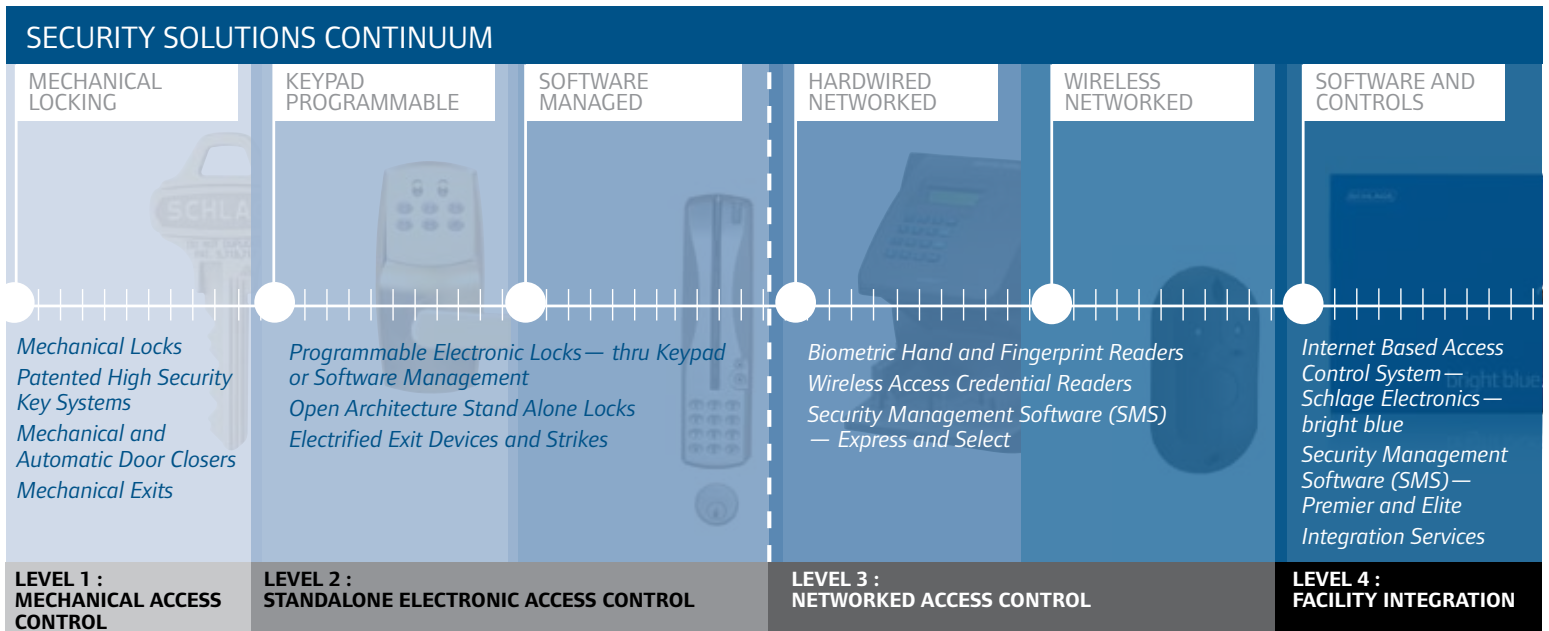 SECURITY SOLUTIONS CONTINUUM
MECHANICAL
LOCKING
KEYPAD
PROGRAMMABLE
SOFTWARE
MANAGED
HARDWIRED
NETWORKED
WIRELESS
NETWORKED
SOFTWARE AND
CONTROLS
SCHLA
SCHLAGE
bright blue
Mechanical Locks
Patented High Security
Key Systems
Mechanical and
Automatic Door Closers
Mechanical Exits
Programmable Electronic Locks— thru Keypad
or Software Management
Open Architecture Stand Alone Locks
Electrified Exit Devices and Strikes
Biometric Hand and Fingerprint Readers
Wireless Access Credential Readers
Security Management Software (SMS)
— Express and Select
Internet Based Access
Control System—
Schlage Electronics—
bright blue
Security Management
Software (SMS)—
Premier and Elite
Integration Services
LEVEL 1 :
MECHANICAL ACCESS
CONTROL
LEVEL 2 :
STANDALONE ELECTRONIC ACCESS CONTROL
LEVEL 3 :
NETWORKED ACCESS CONTROL
LEVEL 4 :
FACILITY INTEGRATION